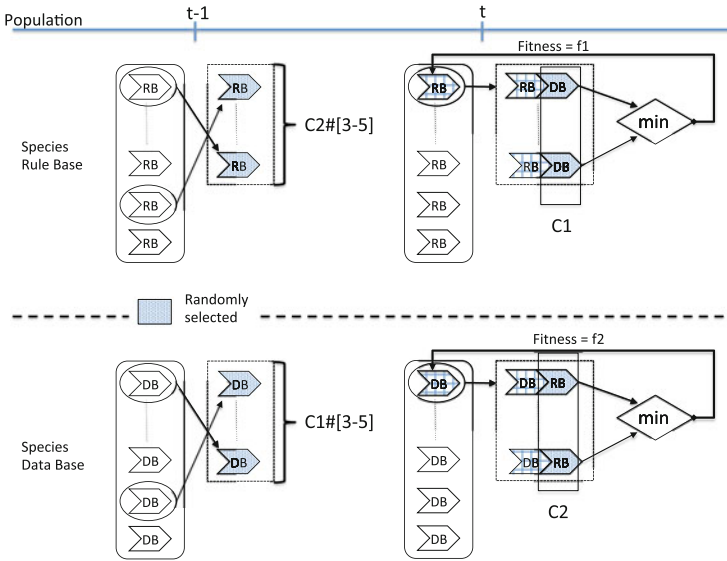 Population
t-1
t
Fitness = f1
RB
RB
RB
RB
DB
min
Species
Rule Base
C2#[3-5]
RB
RB
RB
RB
DB
RB
RB
C1
RB
RB
Randomly
selected
Fitness = f2
DB
DB
DB
DB
RB
min
Species
Data Base
C1#[3-5]
DB
DB
DB
DB
RB
DB
DB
C2
DB
DB